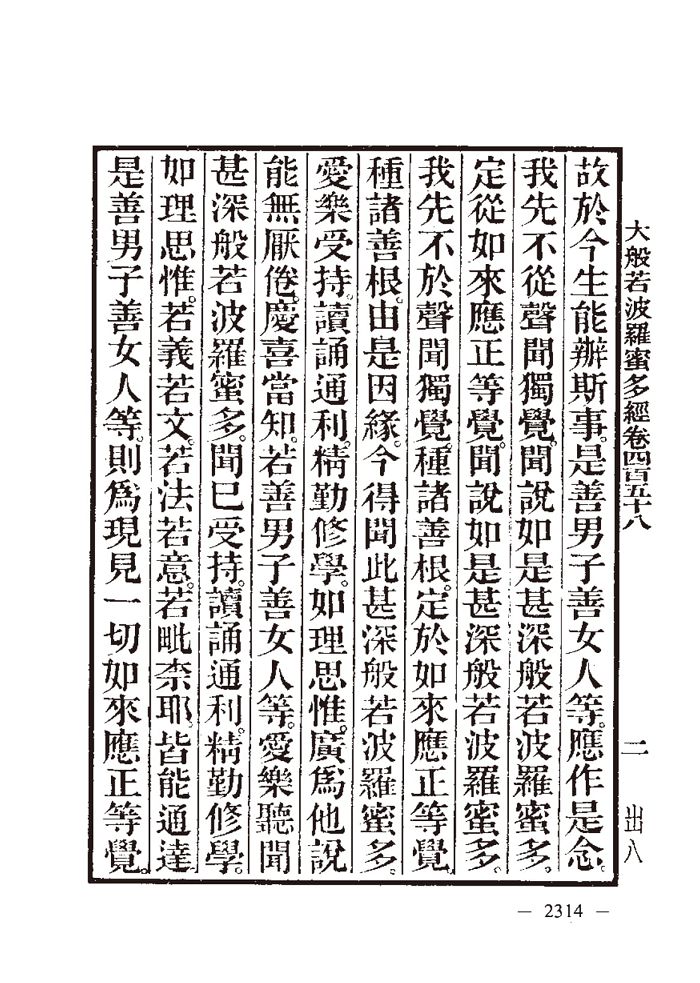 大般若波羅蜜多經卷四百五十八
二
出八
故於今生能辦斯事。是善男子善女人等。應作是念。
我先不從聲聞獨覺。聞說如是甚深般若波羅蜜多。
定從如來應正等覺。聞說如是甚深般若波羅蜜多。
我先不於聲聞獨覺。種諸善根。定於如來應正等覺。
種諸善根。由是因緣。今得聞此甚深般若波羅蜜多。
愛樂受持。讀誦通利。精勤修學。如理思惟。廣為他說
能無厭倦。慶喜當知。若善男子善女人等。愛樂聽聞
甚深般若波羅蜜多。聞已受持。讀誦通利。精勤修學。
如理思惟。若義若文。若法若意。若毗柰耶。皆能通達。
是善男子善女人等。則為現見一切如來應正等覺。
— 2314 —